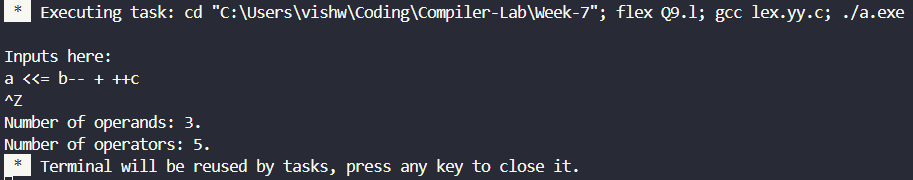 * Executing task: cd "C:\Users\vishw\Coding\Compiler-Lab\Week-7"; flex Q9.l; gcc lex.yy.c; ./a.exe
Inputs here:
a <<= b-- + ++c
^Z
Number of operands: 3.
Number of operators: 5.
* Terminal will be reused by tasks, press any key to close it.